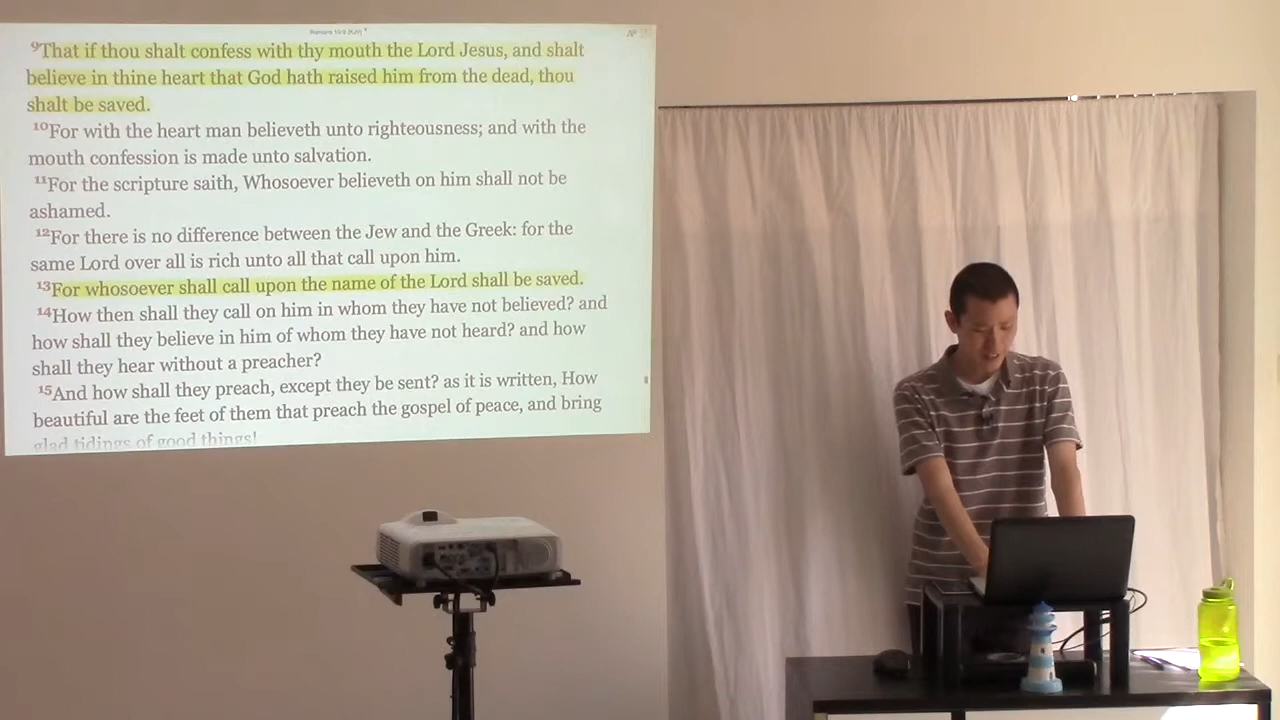 Romans 10:9 (KJV)
9That if thou shalt confess with thy mouth the Lord Jesus, and shalt
believe in thine heart that God hath raised him from the dead, thou
shalt be saved.
10For with the heart man believeth unto righteousness; and with the
mouth confession is made unto salvation.
11For the scripture saith, Whosoever believeth on him shall not be
ashamed.
12For there is no difference between the Jew and the Greek: for the
same Lord over all is rich unto all that call upon him.
13For whosoever shall call upon the name of the Lord shall be saved.
14How then shall they call on him in whom they have not believed? and
how shall they believe in him of whom they have not heard? and how
shall they hear without a preacher?
15And how shall they preach, except they be sent? as it is written, How
beautiful are the feet of them that preach the gospel of peace, and bring
glad tidings of good things!